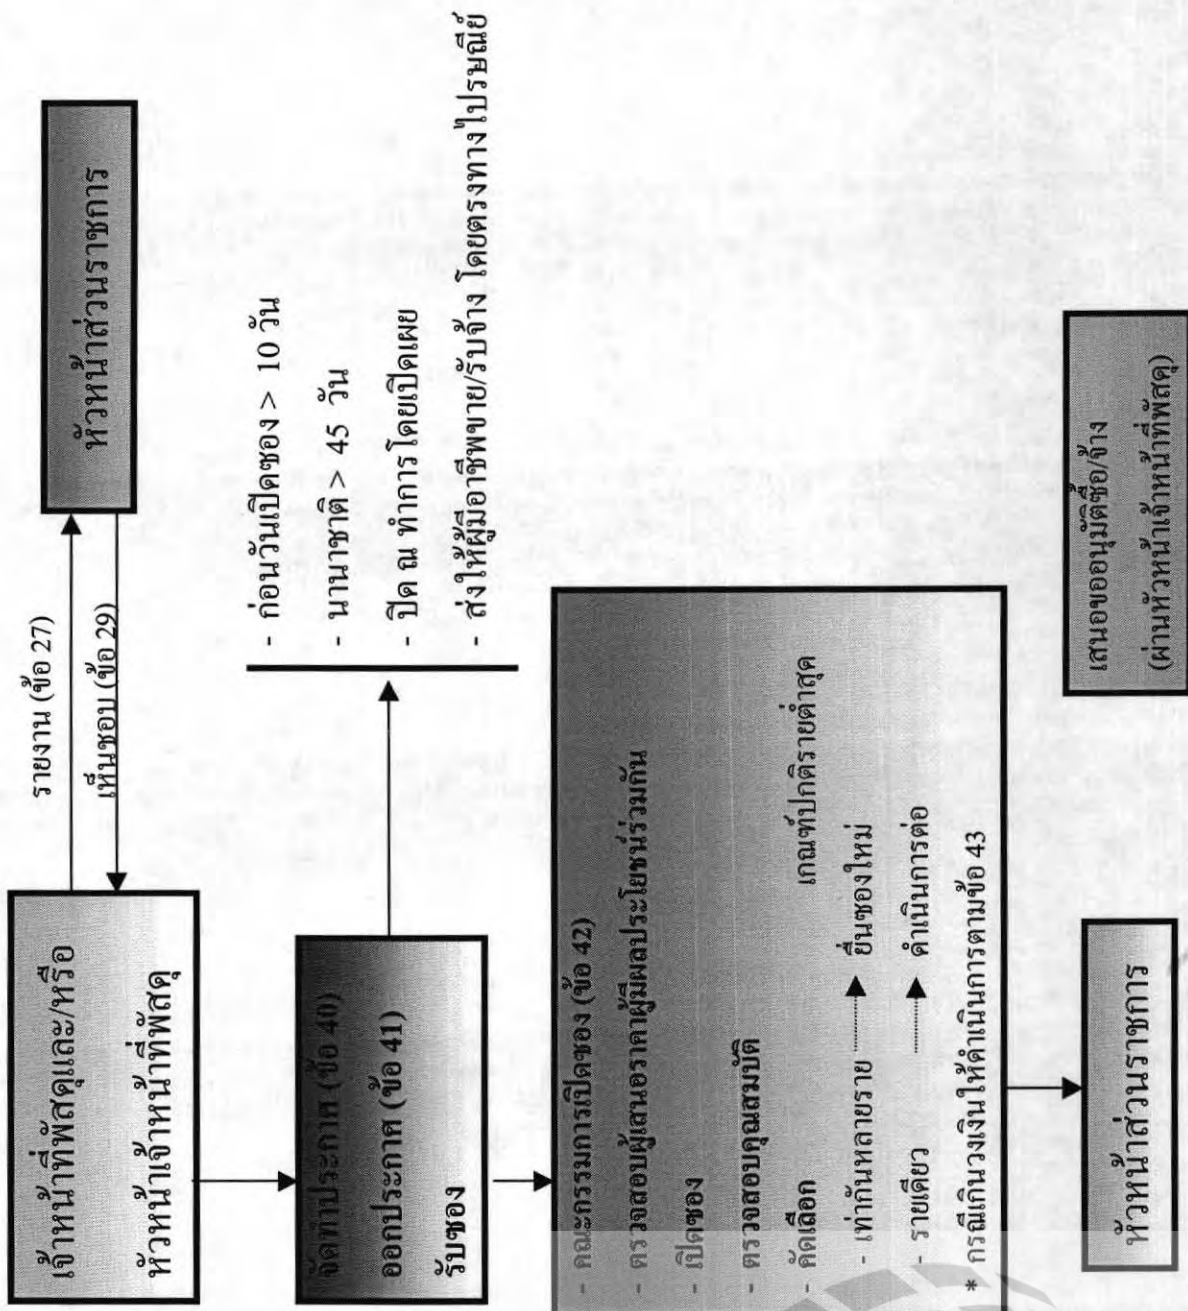 รายงาน (ข้อ 27)
เห็นชอบ (ข้อ 29)
เจ้าหน้าที่พัสดุและ/หรือ
หัวหน้าเจ้าหน้าที่พัสดุ
หัวหน้าส่วนราชการ
จัดทำประกาศ (ข้อ 40)
ออกประกาศ (ข้อ 41)
รับซอง
- ก่อนวันเปิดซอง > 10 วัน
- นานาชาติ > 45 วัน
- ปิด ณ ทำการโดยเปิดเผย
- ส่งให้ผู้มีอาชีพขาย/รับจ้าง โดยตรงทางไปรษณีย์
- คณะกรรมการเปิดซอง (ข้อ 42)
- ตรวจสอบผู้เสนอราคาผู้มีผลประโยชน์ร่วมกัน
- เปิดซอง
- ตรวจสอบคุณสมบัติ
- คัดเลือก เกณฑ์ปกติรายต่ำสุด
- เท่ากันหลายราย ยื่นซองใหม่
- รายเดียว ดำเนินการต่อ
* กรณีเกินวงเงินให้ดำเนินการตามข้อ 43
หัวหน้าส่วนราชการ
เสนอขออนุมัติซื้อ/จ้าง
(ผ่านหัวหน้าเจ้าหน้าที่พัสดุ)